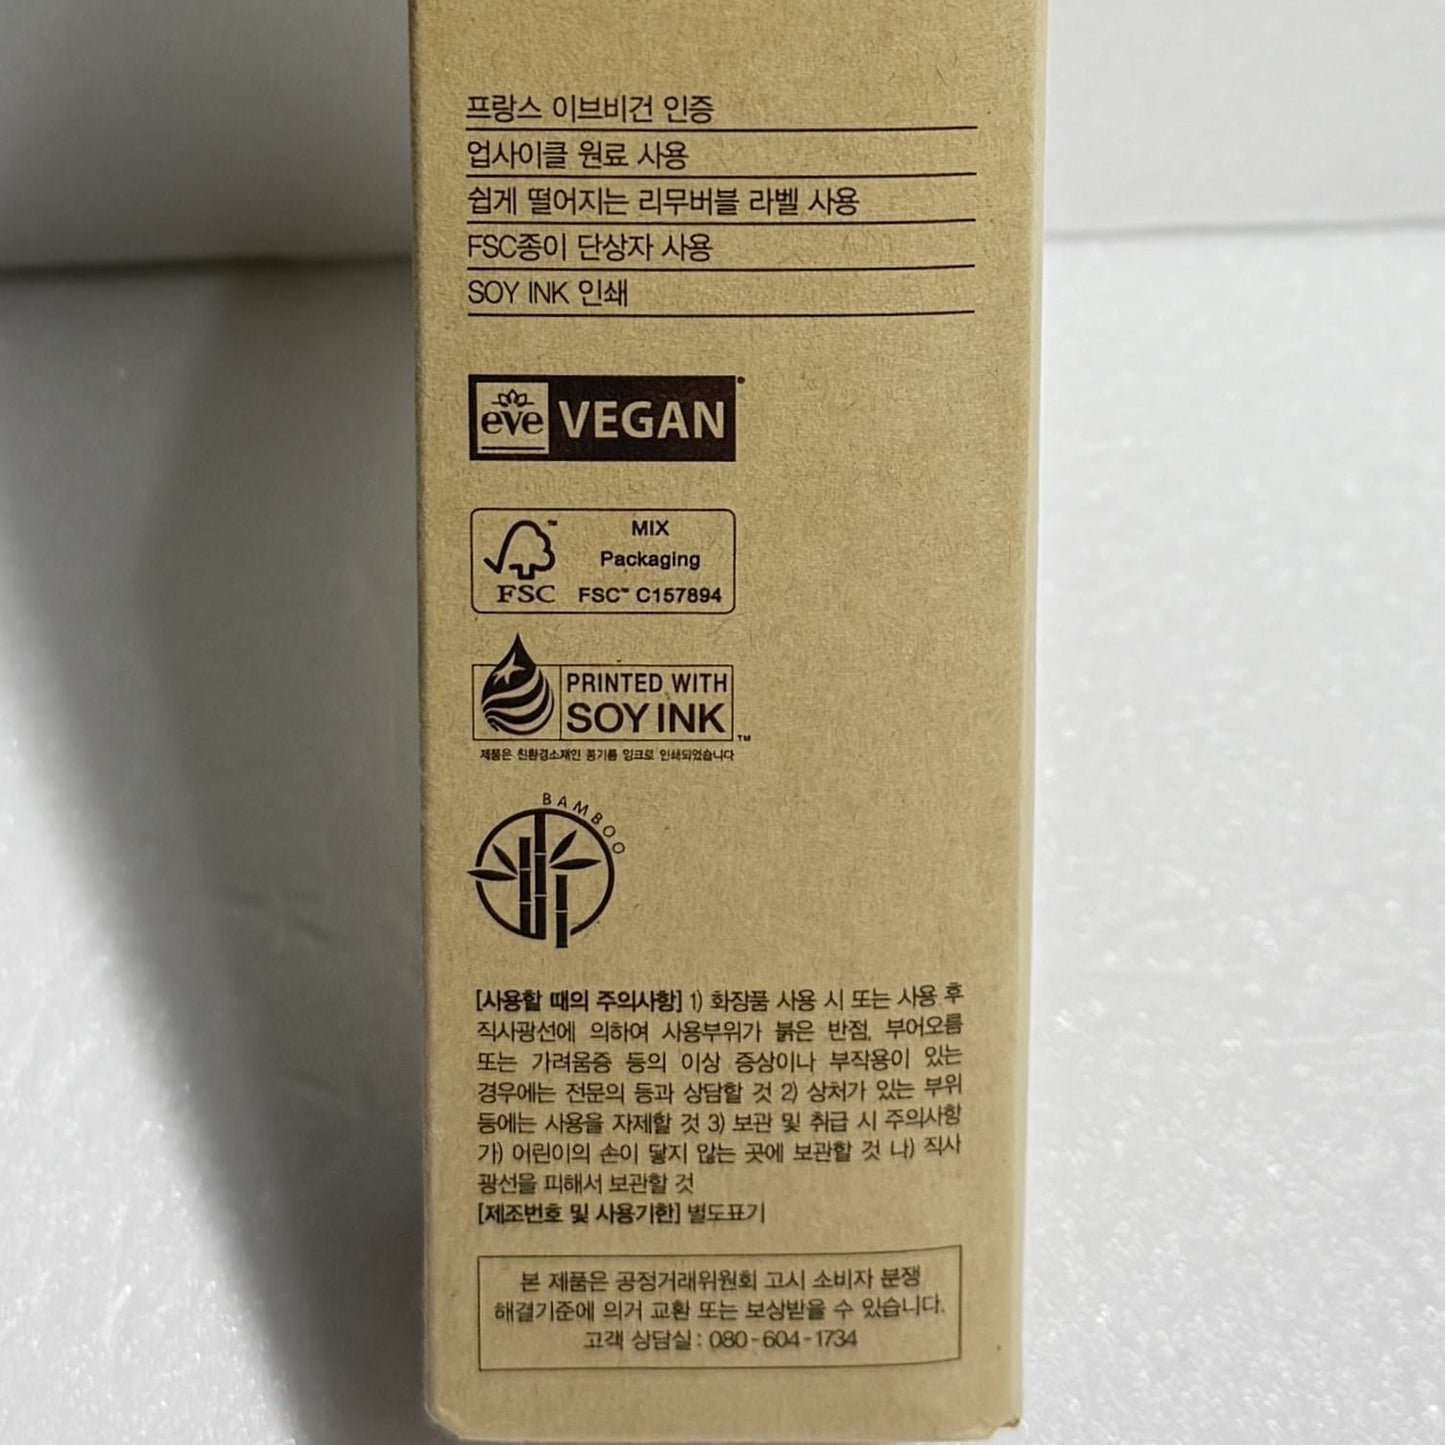 프랑스 이브비건 인증
업사이클 원료 사용
쉽게 떨어지는 리무버블 라벨 사용
FSC종이 단상자 사용
SOY INK 인쇄
eve VEGAN
MIX
Packaging
FSC FSC™ C157894
PRINTED WITH
SOY INK™
제품은 친환경소재인 콩기름 잉크로 인쇄되었습니다
BAMBOO
[사용할 때의 주의사항] 1) 화장품 사용 시 또는 사용 후
직사광선에 의하여 사용부위가 붉은 반점, 부어오름
또는 가려움증 등의 이상 증상이나 부작용이 있는
경우에는 전문의 등과 상담할 것 2) 상처가 있는 부위
등에는 사용을 자제할 것 3) 보관 및 취급 시 주의사항
가) 어린이의 손이 닿지 않는 곳에 보관할 것 나) 직사
광선을 피해서 보관할 것
[제조번호 및 사용기한] 별도표기
본 제품은 공정거래위원회 고시 소비자 분쟁
해결기준에 의거 교환 또는 보상받을 수 있습니다.
고객 상담실 : 080-604-1734